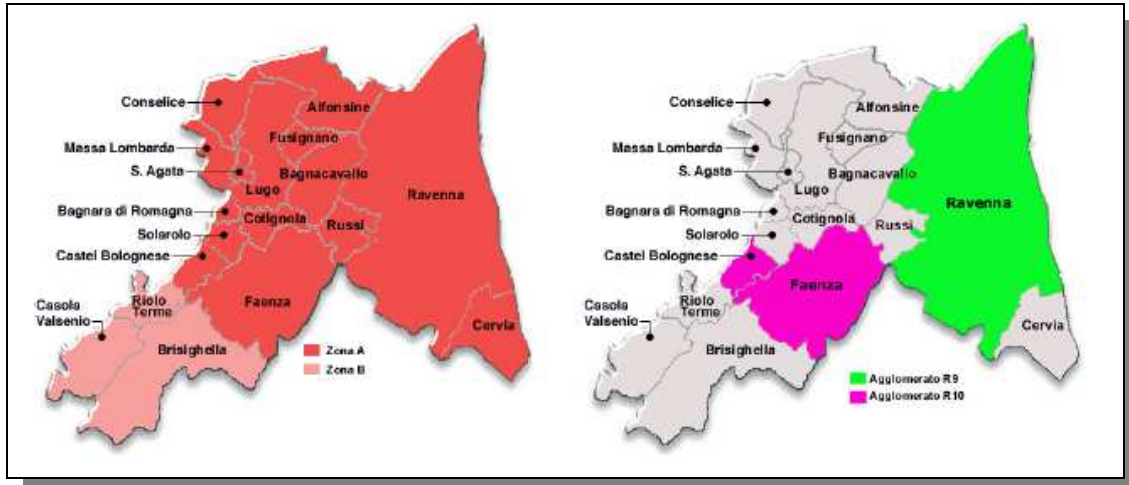 Conselice
Alfonsine
Massa Lombarda
Fusignano
S. Agata
Bagnacavallo
Lugo
Ravenna
Bagnara di Romagna
Cotignola
Russi
Solarolo
Castel Bolognese
Casola
Valsenio
Riolo
Terme
Faenza
Cervia
Brisighella
Zona A
Zona B
Conselice
Alfonsine
Massa Lombarda
Fusignano
S. Agata
Bagnacavallo
Lugo
Ravenna
Bagnara di Romagna
Cotignola
Russi
Solarolo
Castel Bolognese
Faenza
Casola
Valsenio
Riolo
Terme
Cervia
Brisighella
Agglomerato R9
Agglomerato R10